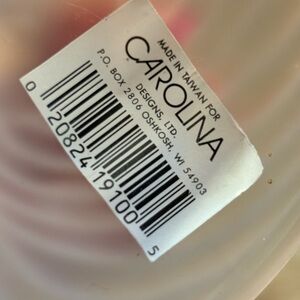 MADE IN TAIWAN FOR
CAROLINA
DESIGNS, LTD.
P.O. BOX 2806 OSHKOSH, WI 54903
0 20824 19100 5